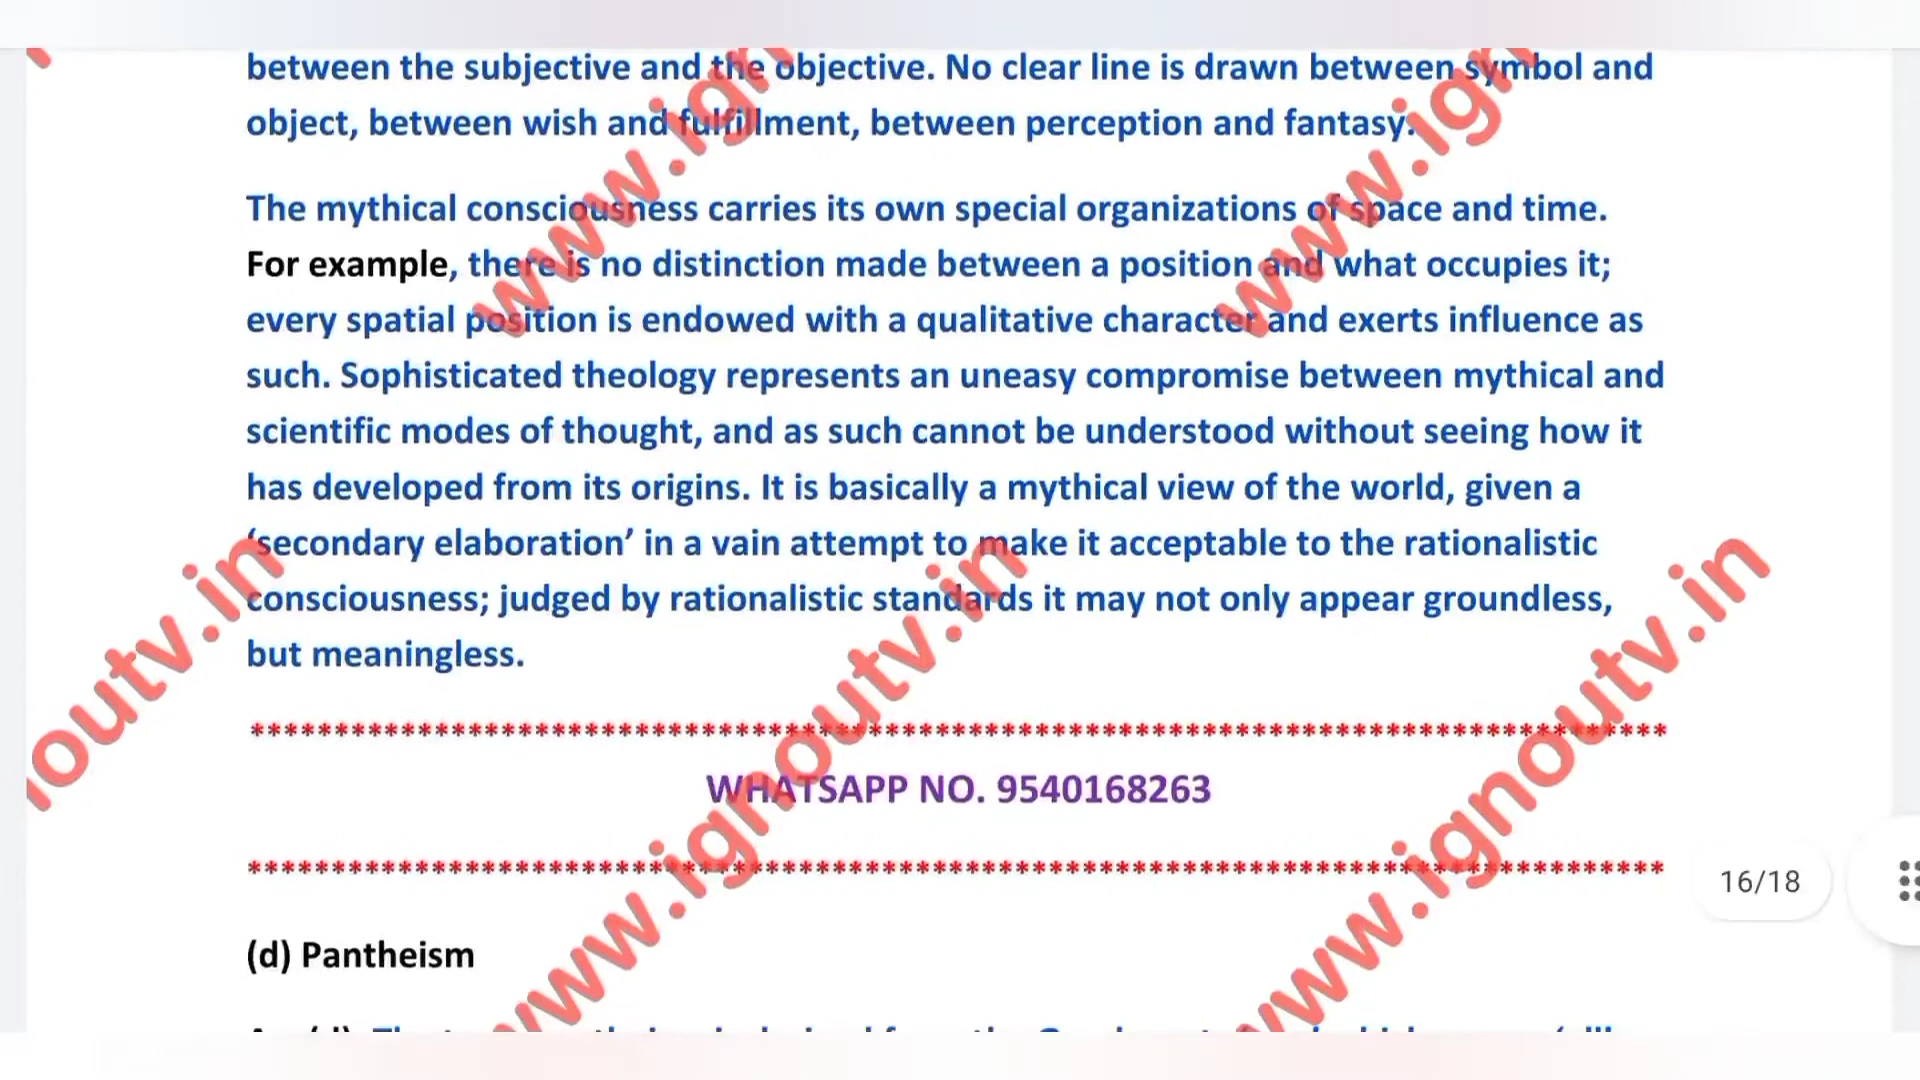 between the subjective and the objective. No clear line is drawn between symbol and
object, between wish and fulfillment, between perception and fantasy.
The mythical consciousness carries its own special organizations of space and time.
For example, there is no distinction made between a position and what occupies it;
every spatial position is endowed with a qualitative character and exerts influence as
such. Sophisticated theology represents an uneasy compromise between mythical and
scientific modes of thought, and as such cannot be understood without seeing how it
has developed from its origins. It is basically a mythical view of the world, given a
‘secondary elaboration’ in a vain attempt to make it acceptable to the rationalistic
consciousness; judged by rationalistic standards it may not only appear groundless,
but meaningless.
*************************************************************************************
WHATSAPP NO. 9540168263
*************************************************************************************
16/18
(d) Pantheism
www.ign
www.ign
noutv.in
www.ignoutv.in
www.ignoutv.in